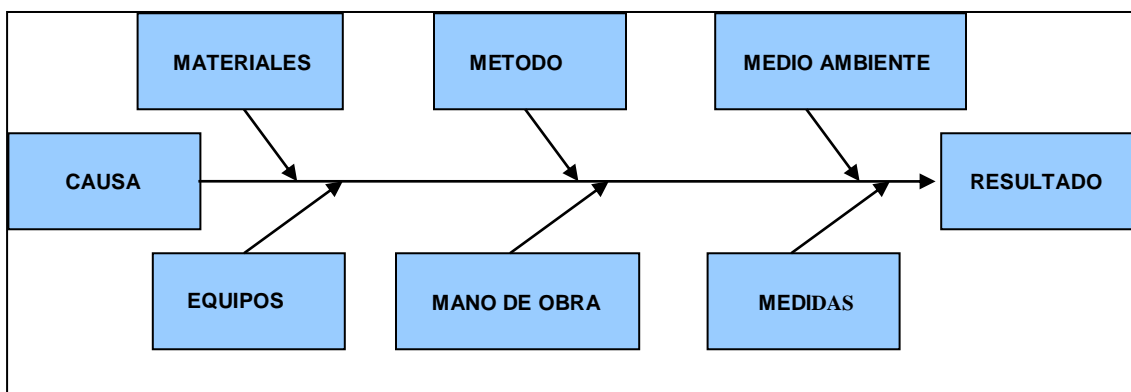 MATERIALES
METODO
MEDIO AMBIENTE
CAUSA
RESULTADO
EQUIPOS
MANO DE OBRA
MEDIDAS